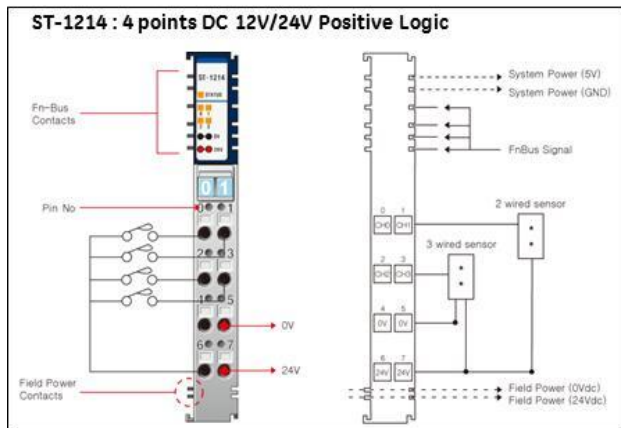 ST-1214 : 4 points DC 12V/24V Positive Logic
Fn-Bus
Contacts
ST-1214
STATUS
0 1
2 3
0V
24V
01
Pin No
0 1
2 3
4 5
6 7
0V
24V
Field Power
Contacts
System Power (5V)
System Power (GND)
FnBus Signal
2 wired sensor
3 wired sensor
0 1
CH0 CH1
2 3
CH2 CH3
4 5
0V 0V
6 7
24V 24V
Field Power (0Vdc)
Field Power (24Vdc)